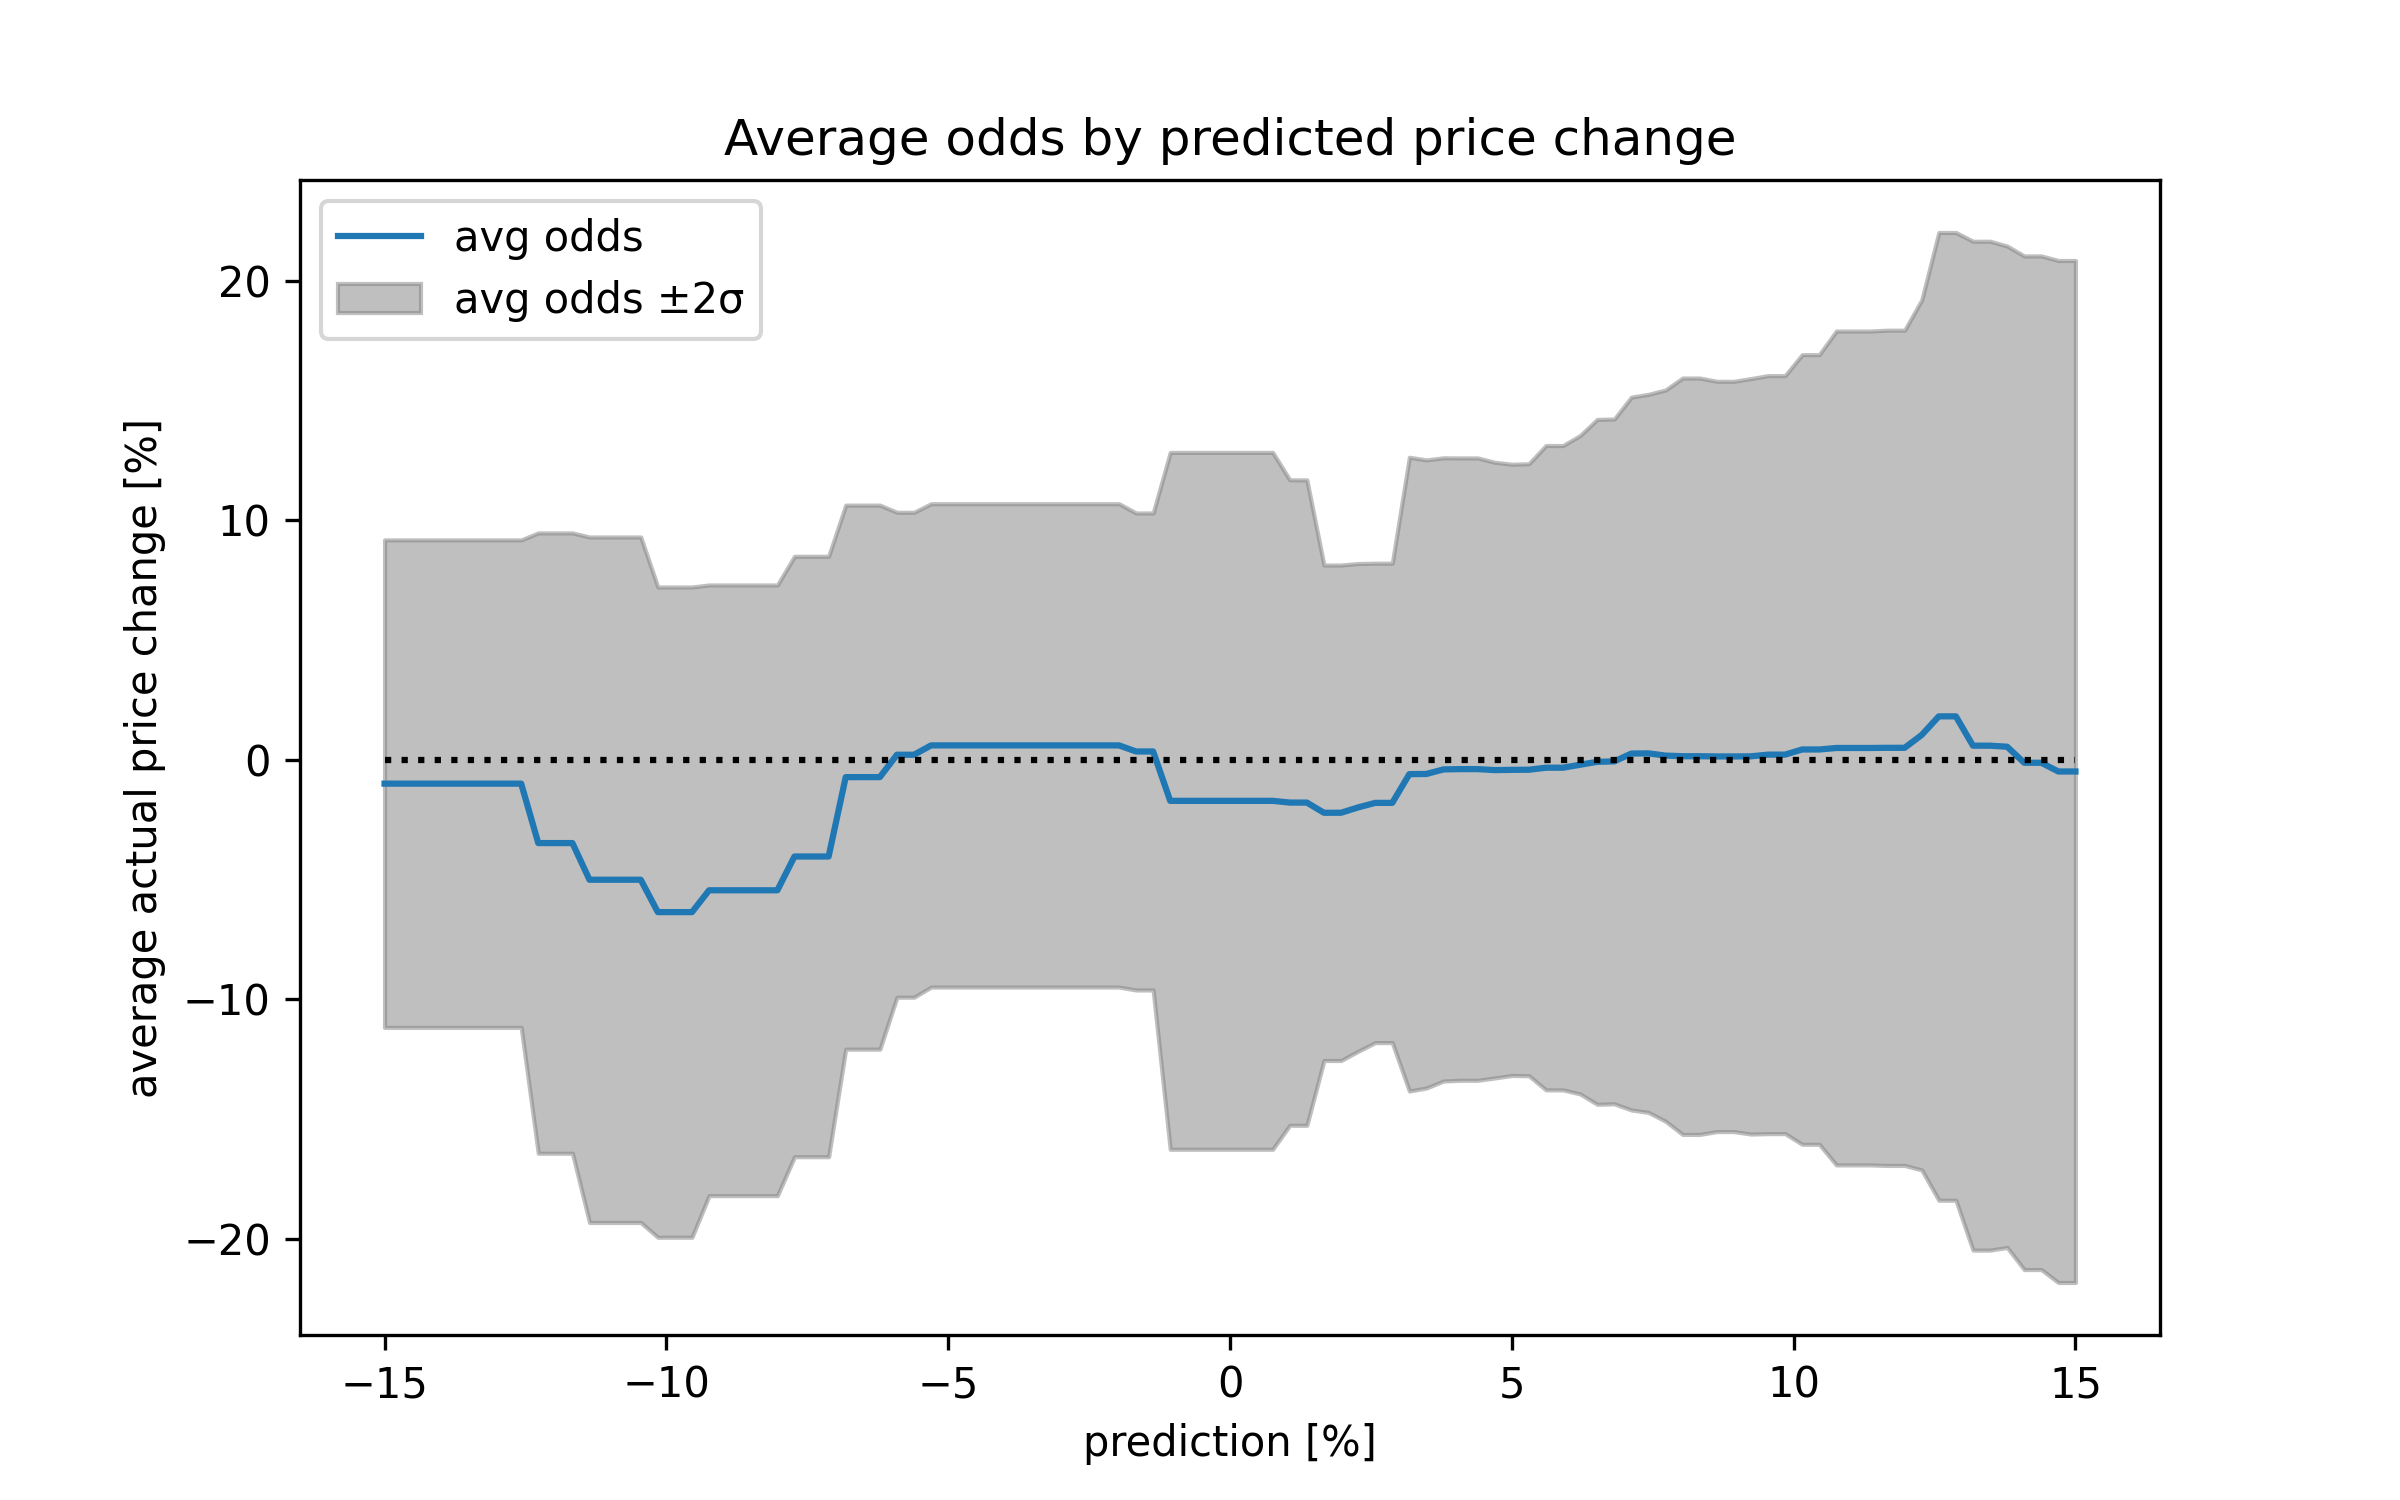 Average odds by predicted price change
avg odds
avg odds ±2σ
average actual price change [%]
20
10
0
−10
−20
−15
−10
−5
0
5
10
15
prediction [%]